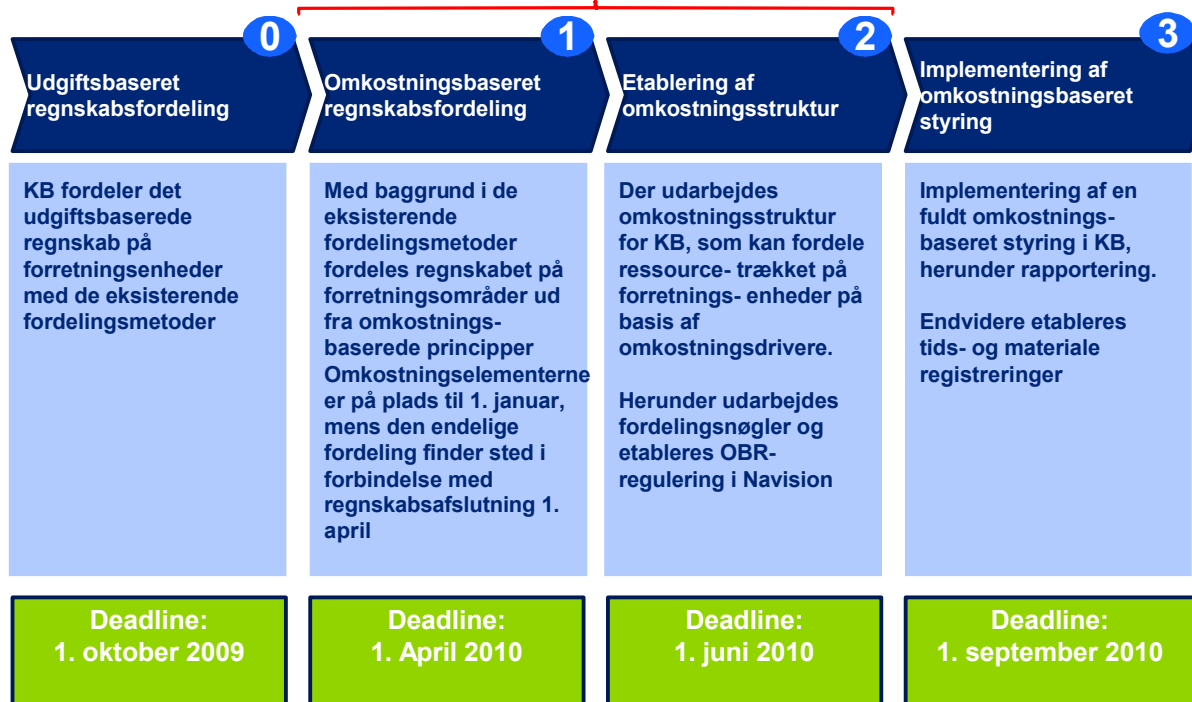 0
Udgiftsbaseret
regnskabsfordeling
KB fordeler det
udgiftsbaserede
regnskab på
forretningsenheder
med de eksisterende
fordelingsmetoder
Deadline:
1. oktober 2009
1
Omkostningsbaseret
regnskabsfordeling
Med baggrund i de
eksisterende
fordelingsmetoder
fordeles regnskabet på
forretningsområder ud
fra omkostnings-
baserede principper
Omkostningselementerne
er på plads til 1. januar,
mens den endelige
fordeling finder sted i
forbindelse med
regnskabsafslutning 1.
april
Deadline:
1. April 2010
2
Etablering af
omkostningsstruktur
Der udarbejdes
omkostningsstruktur
for KB, som kan fordele
ressource- trækket på
forretnings- enheder på
basis af
omkostningsdrivere.
Herunder udarbejdes
fordelingsnøgler og
etableres OBR-
regulering i Navision
Deadline:
1. juni 2010
3
Implementering af
omkostningsbaseret
styring
Implementering af en
fuldt omkostnings-
baseret styring i KB,
herunder rapportering.
Endvidere etableres
tids- og materiale
registreringer
Deadline:
1. september 2010